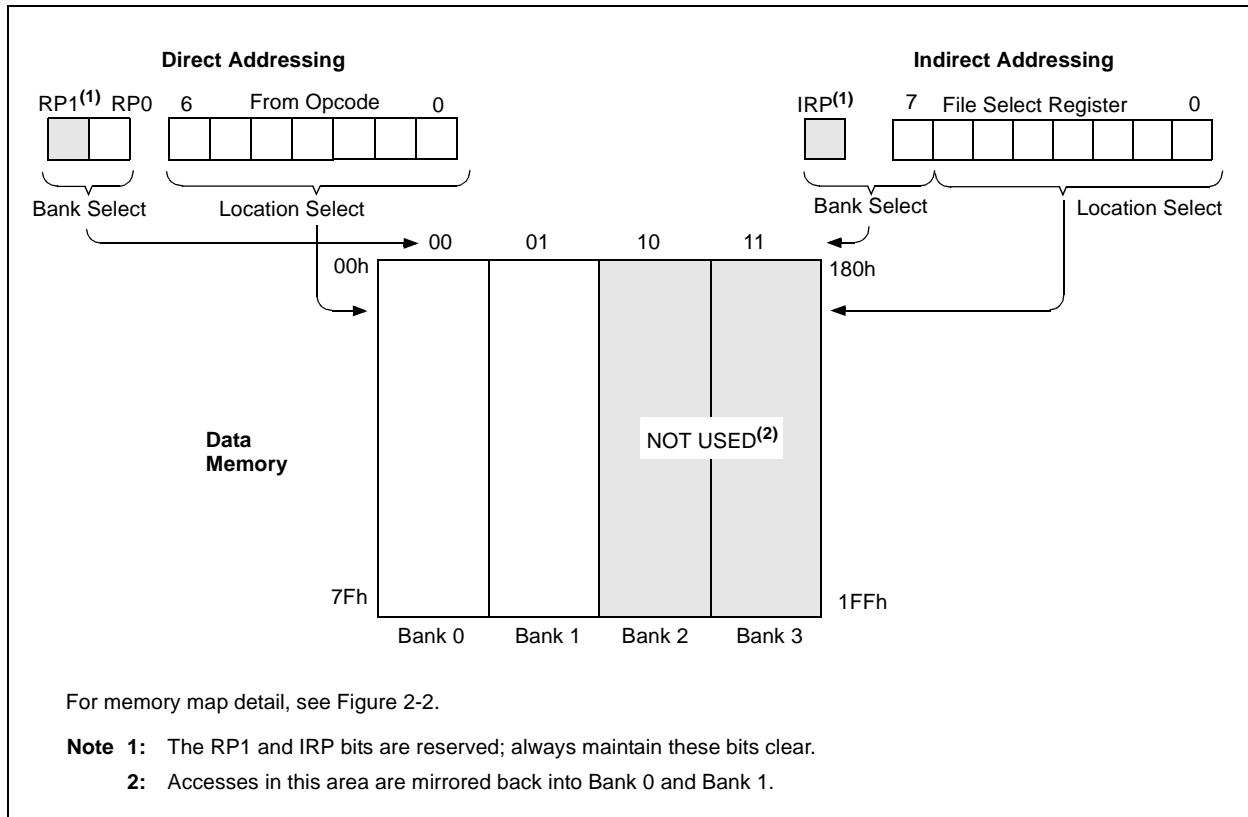 Direct Addressing
Indirect Addressing
RP1(1) RP0 6 From Opcode 0
IRP(1) 7 File Select Register 0
Bank Select Location Select
Bank Select Location Select
00 01 10 11
00h
180h
Data
Memory
NOT USED(2)
7Fh
1FFh
Bank 0 Bank 1 Bank 2 Bank 3
For memory map detail, see Figure 2-2.
Note 1: The RP1 and IRP bits are reserved; always maintain these bits clear.
2: Accesses in this area are mirrored back into Bank 0 and Bank 1.